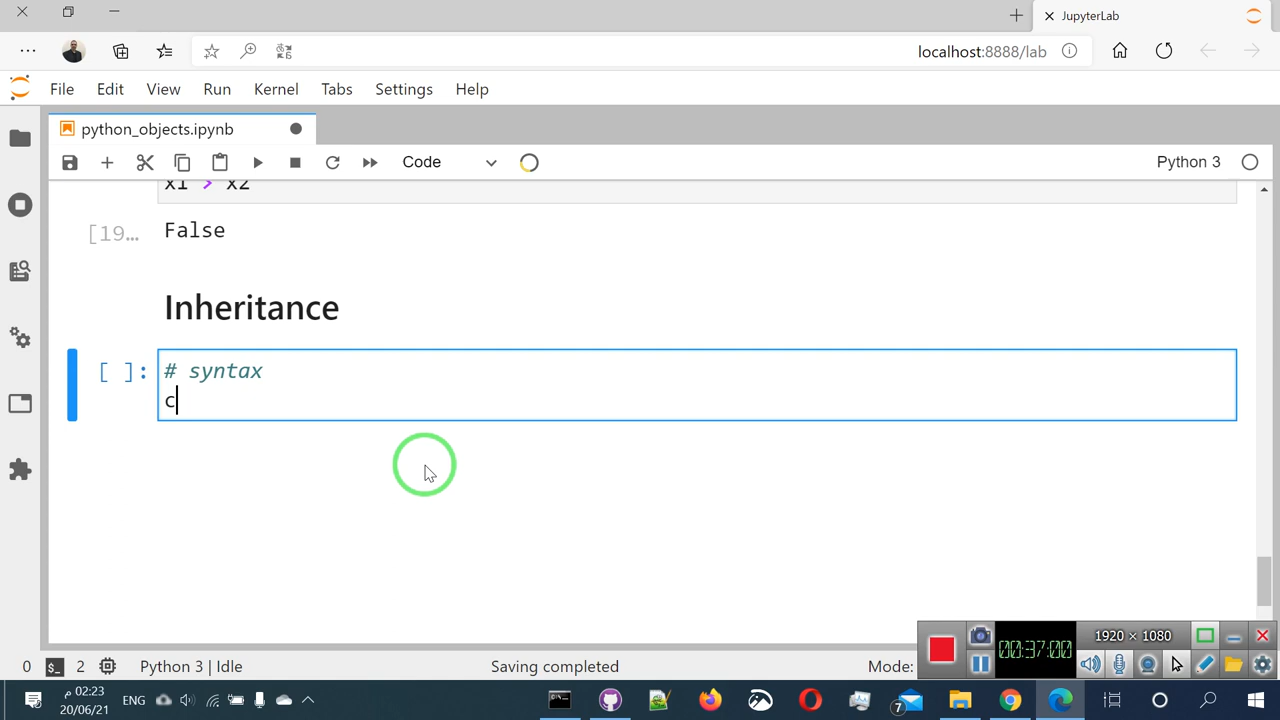 JupyterLab
localhost:8888/lab
File Edit View Run Kernel Tabs Settings Help
python_objects.ipynb
Code
Python 3
x1 > x2
[19…
False
Inheritance
[ ]:
# syntax
c
1920 × 1080
00:37:00
0
2
Python 3 | Idle
Saving completed
Mode:
02:23 م
20/06/21
ENG
7